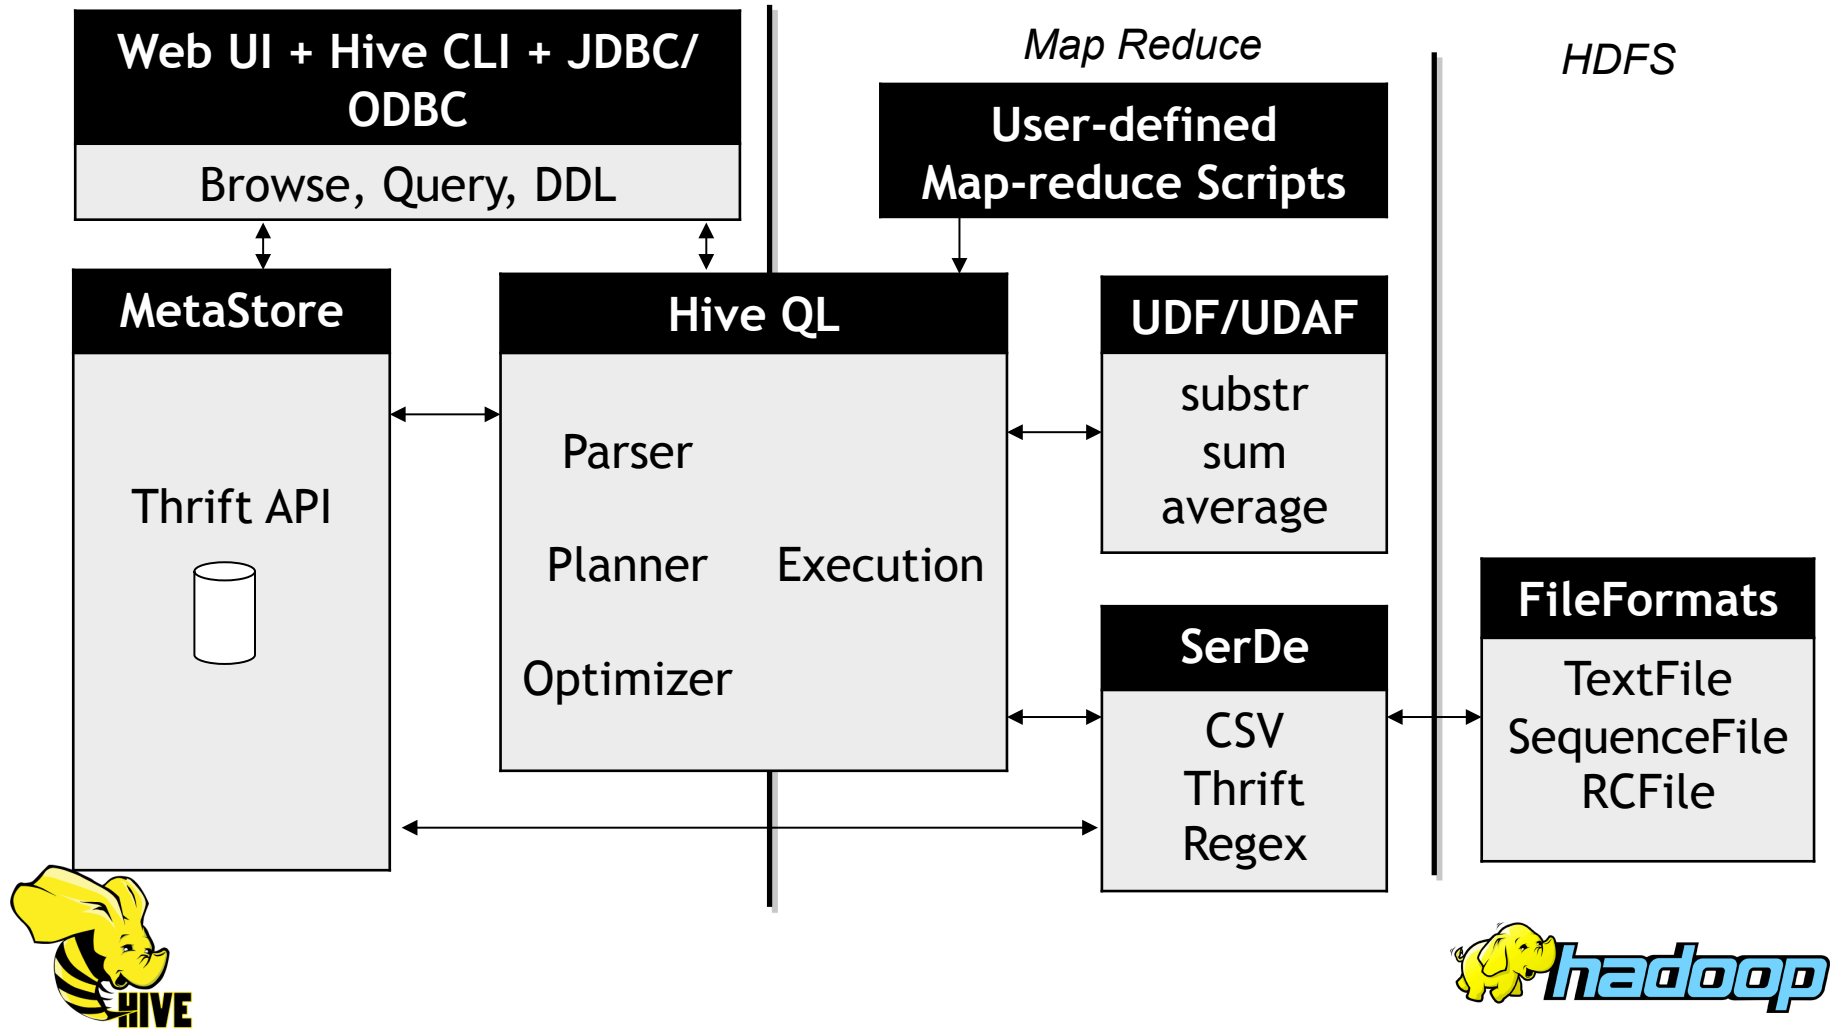 Web UI + Hive CLI + JDBC/
ODBC
Browse, Query, DDL
Map Reduce
HDFS
User-defined
Map-reduce Scripts
MetaStore
Thrift API
Hive QL
Parser
Planner
Execution
Optimizer
UDF/UDAF
substr
sum
average
SerDe
CSV
Thrift
Regex
FileFormats
TextFile
SequenceFile
RCFile
HIVE
hadoop